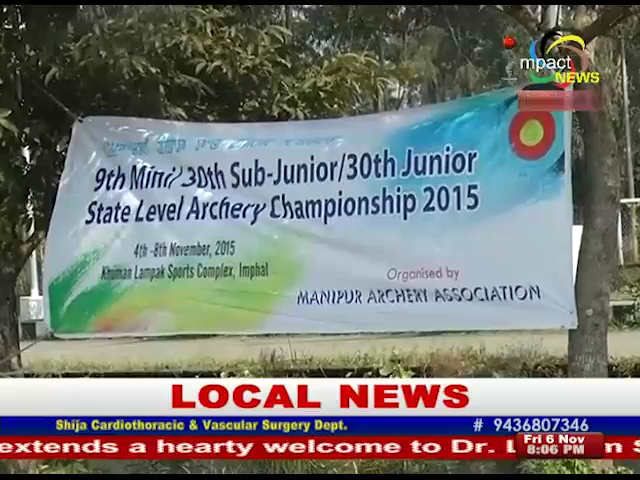 mpact
NEWS
9th Mini/ 30th Sub-Junior/30th Junior
State Level Archery Championship 2015
4th -8th November, 2015
Khuman Lampak Sports Complex, Imphal
Organised by
MANIPUR ARCHERY ASSOCIATION
LOCAL NEWS
Shija Cardiothoracic & Vascular Surgery Dept. # 9436807346
extends a hearty welcome to Dr.
Fri 6 Nov
8:06 PM